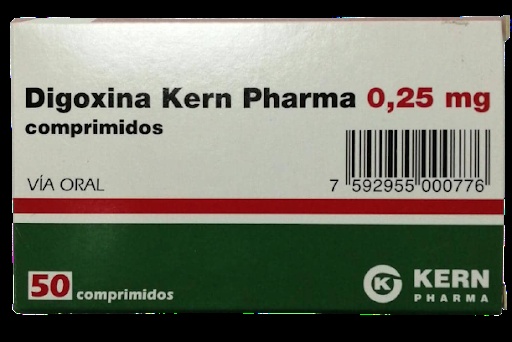 Digoxina Kern Pharma 0,25 mg
comprimidos
VÍA ORAL
7 592955 000776
50 comprimidos
KERN
PHARMA